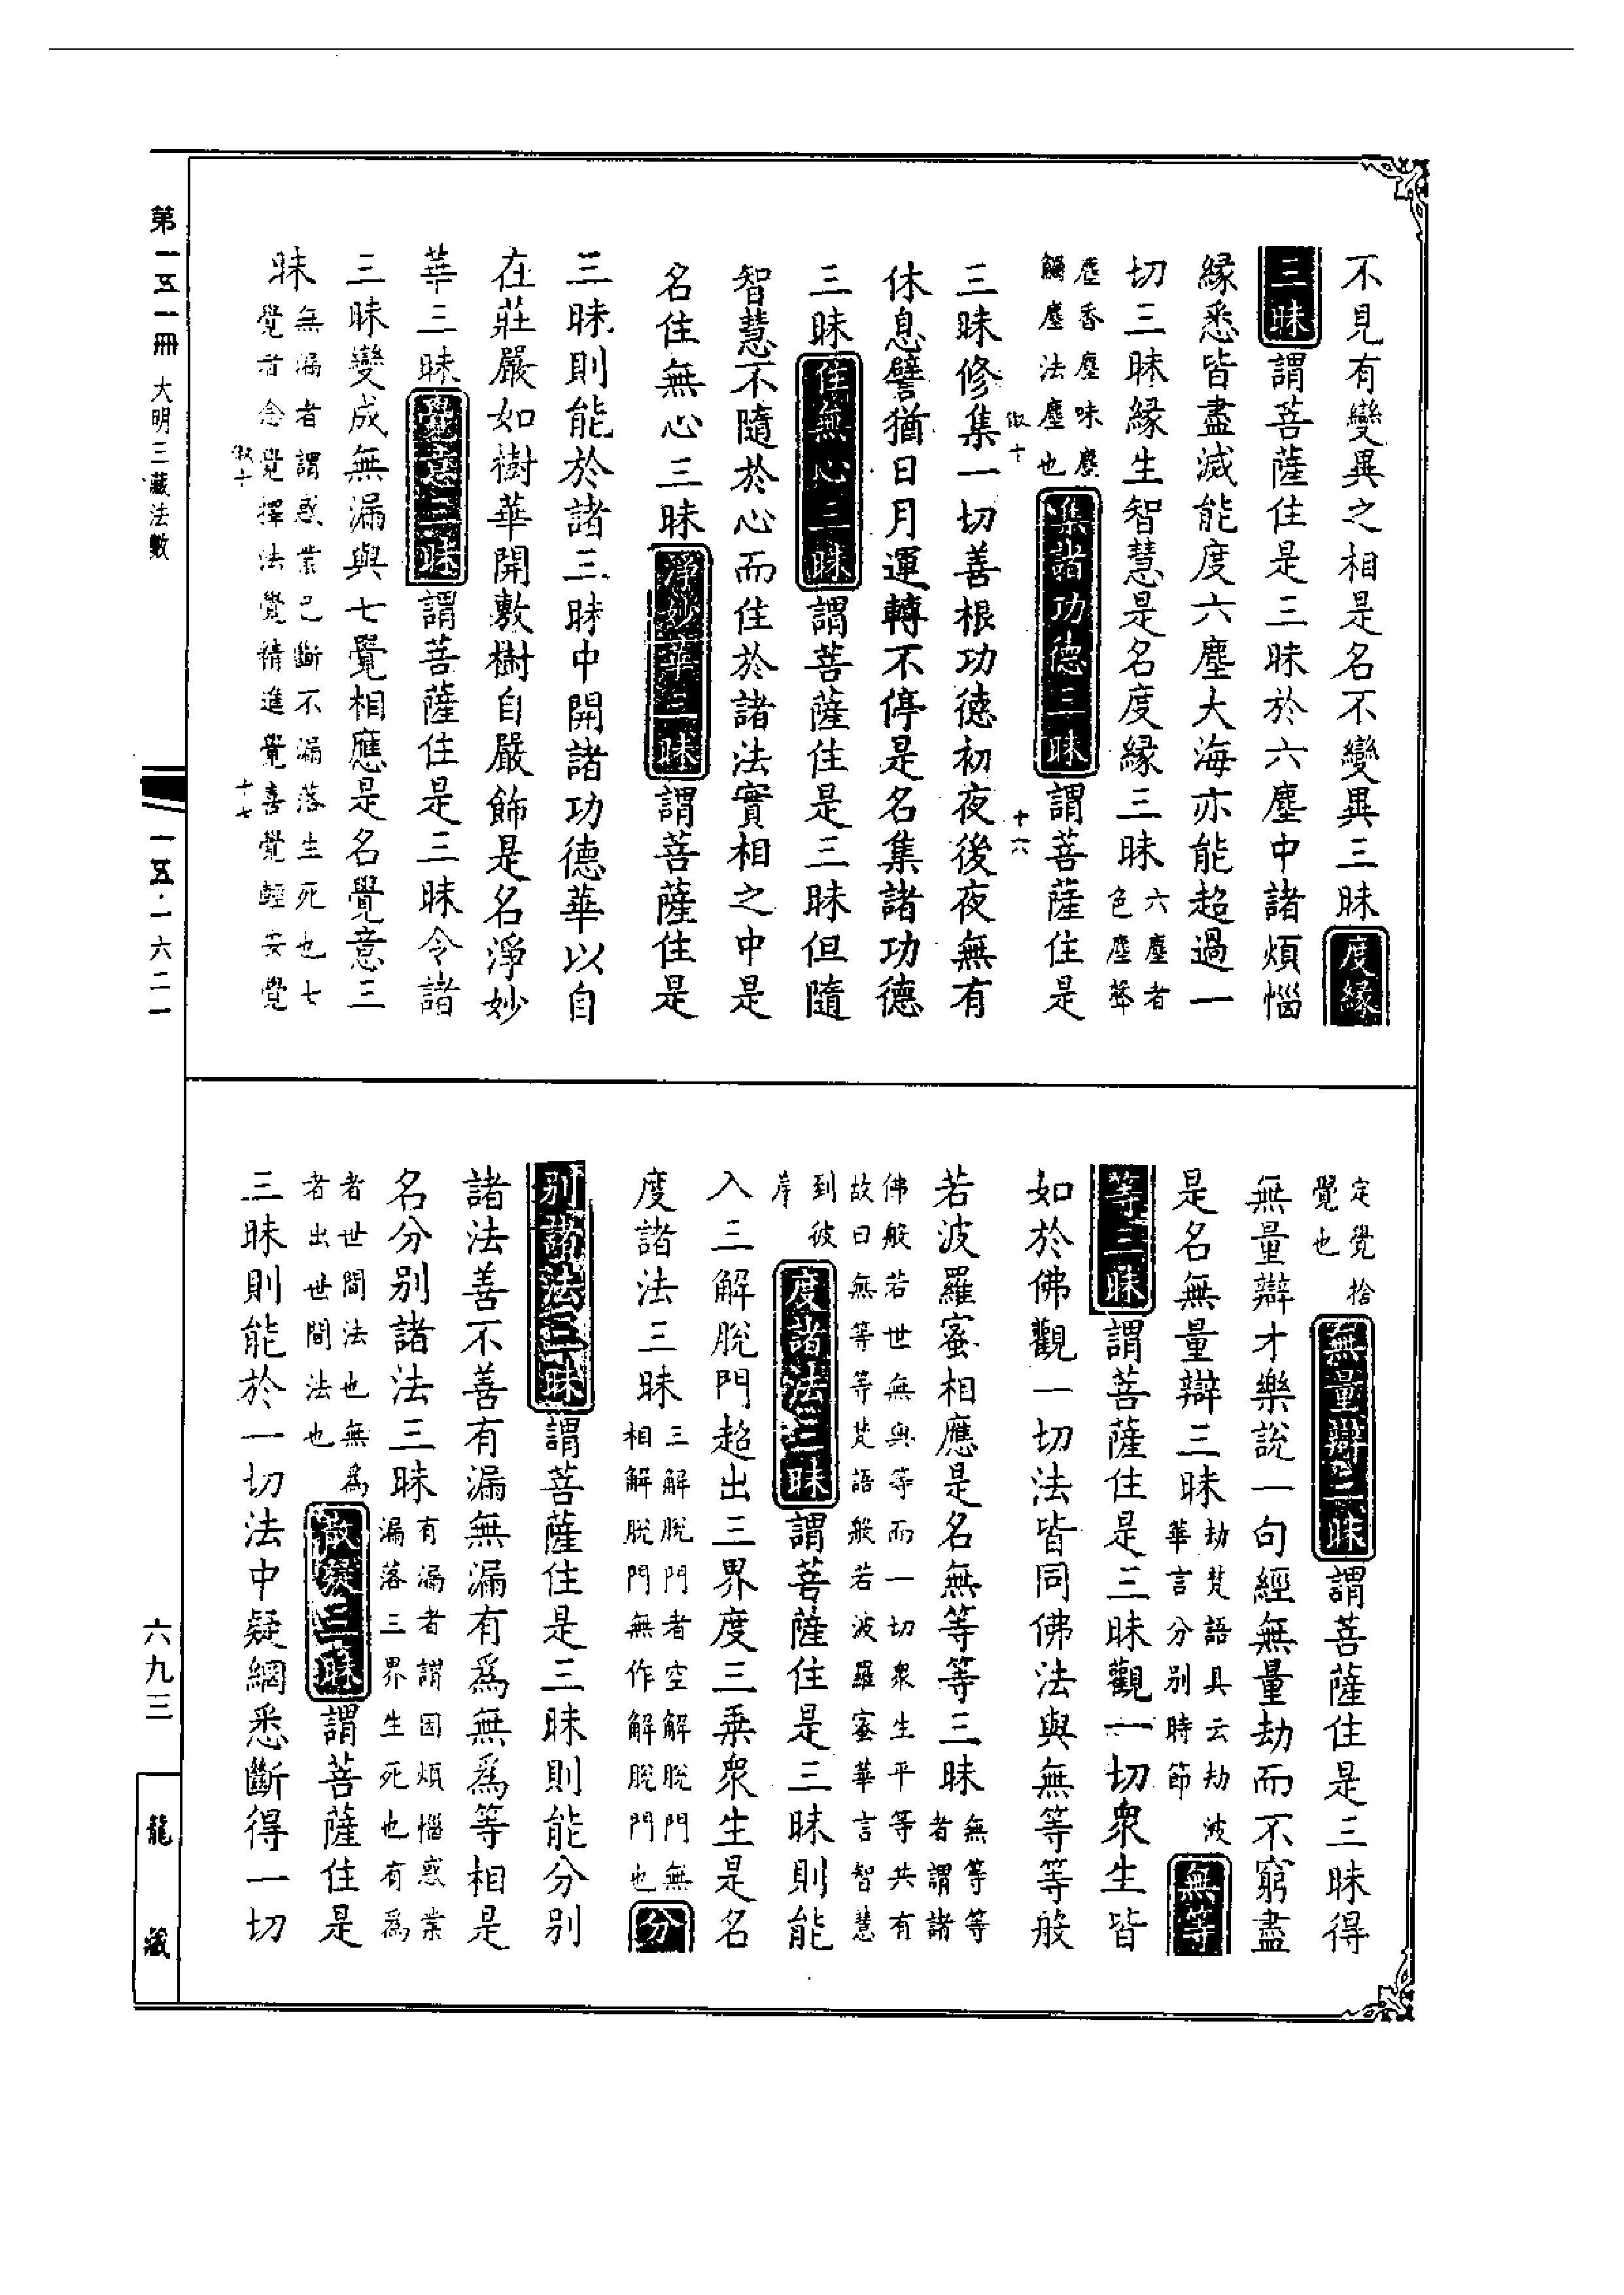 不見有變異之相是名不變異三昧度緣
三昧謂菩薩住是三昧於六塵中諸煩惱
緣悉皆盡滅能度六塵大海亦能超過一
切三昧緣生智慧是名度緣三昧六塵者色塵聲
塵香塵味塵觸塵法塵也集諸功德三昧謂菩薩住是
十六
三昧修集一切善根功德初夜後夜無有
休息譬猶日月運轉不停是名集諸功德
三昧住無心三昧謂菩薩住是三昧但隨
智慧不隨於心而住於諸法實相之中是
名住無心三昧淨妙華三昧謂菩薩住是
三昧則能於諸三昧中開諸功德華以自
在莊嚴如樹華開敷樹自嚴飾是名淨妙
華三昧覺意三昧謂菩薩住是三昧令諸
三昧變成無漏與七覺相應是名覺意三
昧無漏者謂惑業已斷不漏落生死也七覺者念覺擇法覺精進覺喜覺輕安覺
十七
定覺捨覺也無量辯三昧謂菩薩住是三昧得
無量辯才樂說一句經無量劫而不窮盡
是名無量辯三昧劫梵語具云劫波華言分別時節無等
等三昧謂菩薩住是三昧觀一切衆生皆
如於佛觀一切法皆同佛法與無等等般
若波羅蜜相應是名無等等三昧無等等者謂諸
佛般若世無與等而一切衆生平等共有故曰無等等梵語般若波羅蜜華言智慧
到彼岸度諸法三昧謂菩薩住是三昧則能
入三解脫門超出三界度三乘衆生是名
度諸法三昧三解脫門者空解脫門無相解脫門無作解脫門也分
別諸法三昧謂菩薩住是三昧則能分別
諸法善不善有漏無漏有爲無爲等相是
名分別諸法三昧有漏者謂因煩惱惑業漏落三界生死也有爲
者世間法也無爲者出世間法也散疑三昧謂菩薩住是
三昧則能於一切法中疑網悉斷得一切
第一五一冊 大明三藏法數
一五·一六二一
六九三
龍藏